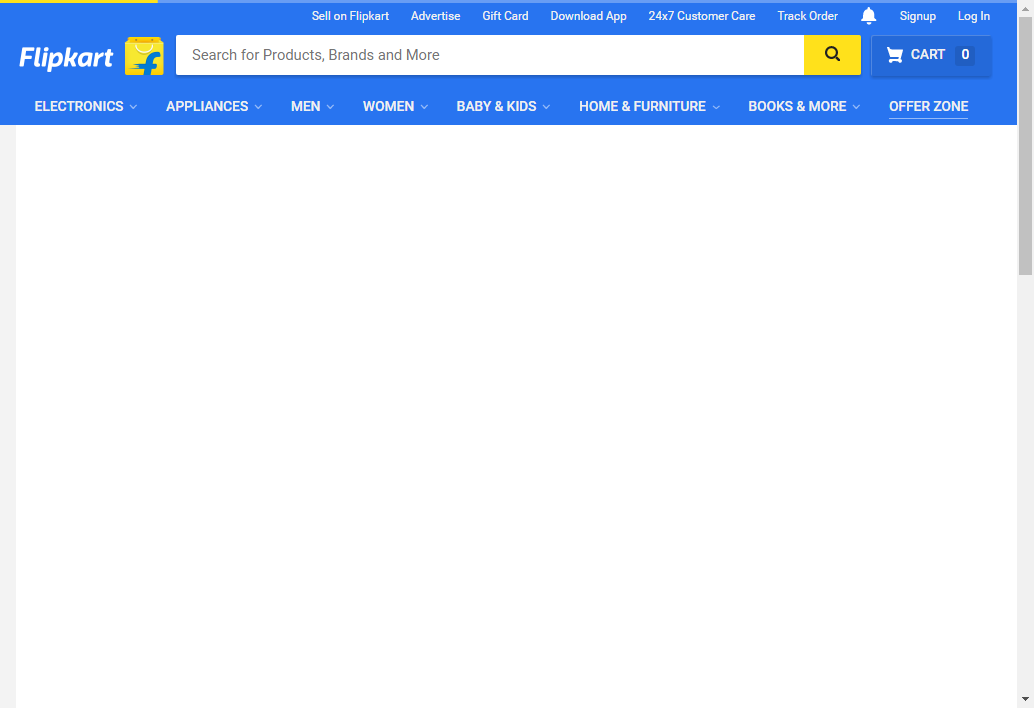 Sell on Flipkart Advertise Gift Card Download App 24x7 Customer Care Track Order Signup Log In
Flipkart Search for Products, Brands and More CART 0
ELECTRONICS APPLIANCES MEN WOMEN BABY & KIDS HOME & FURNITURE BOOKS & MORE OFFER ZONE